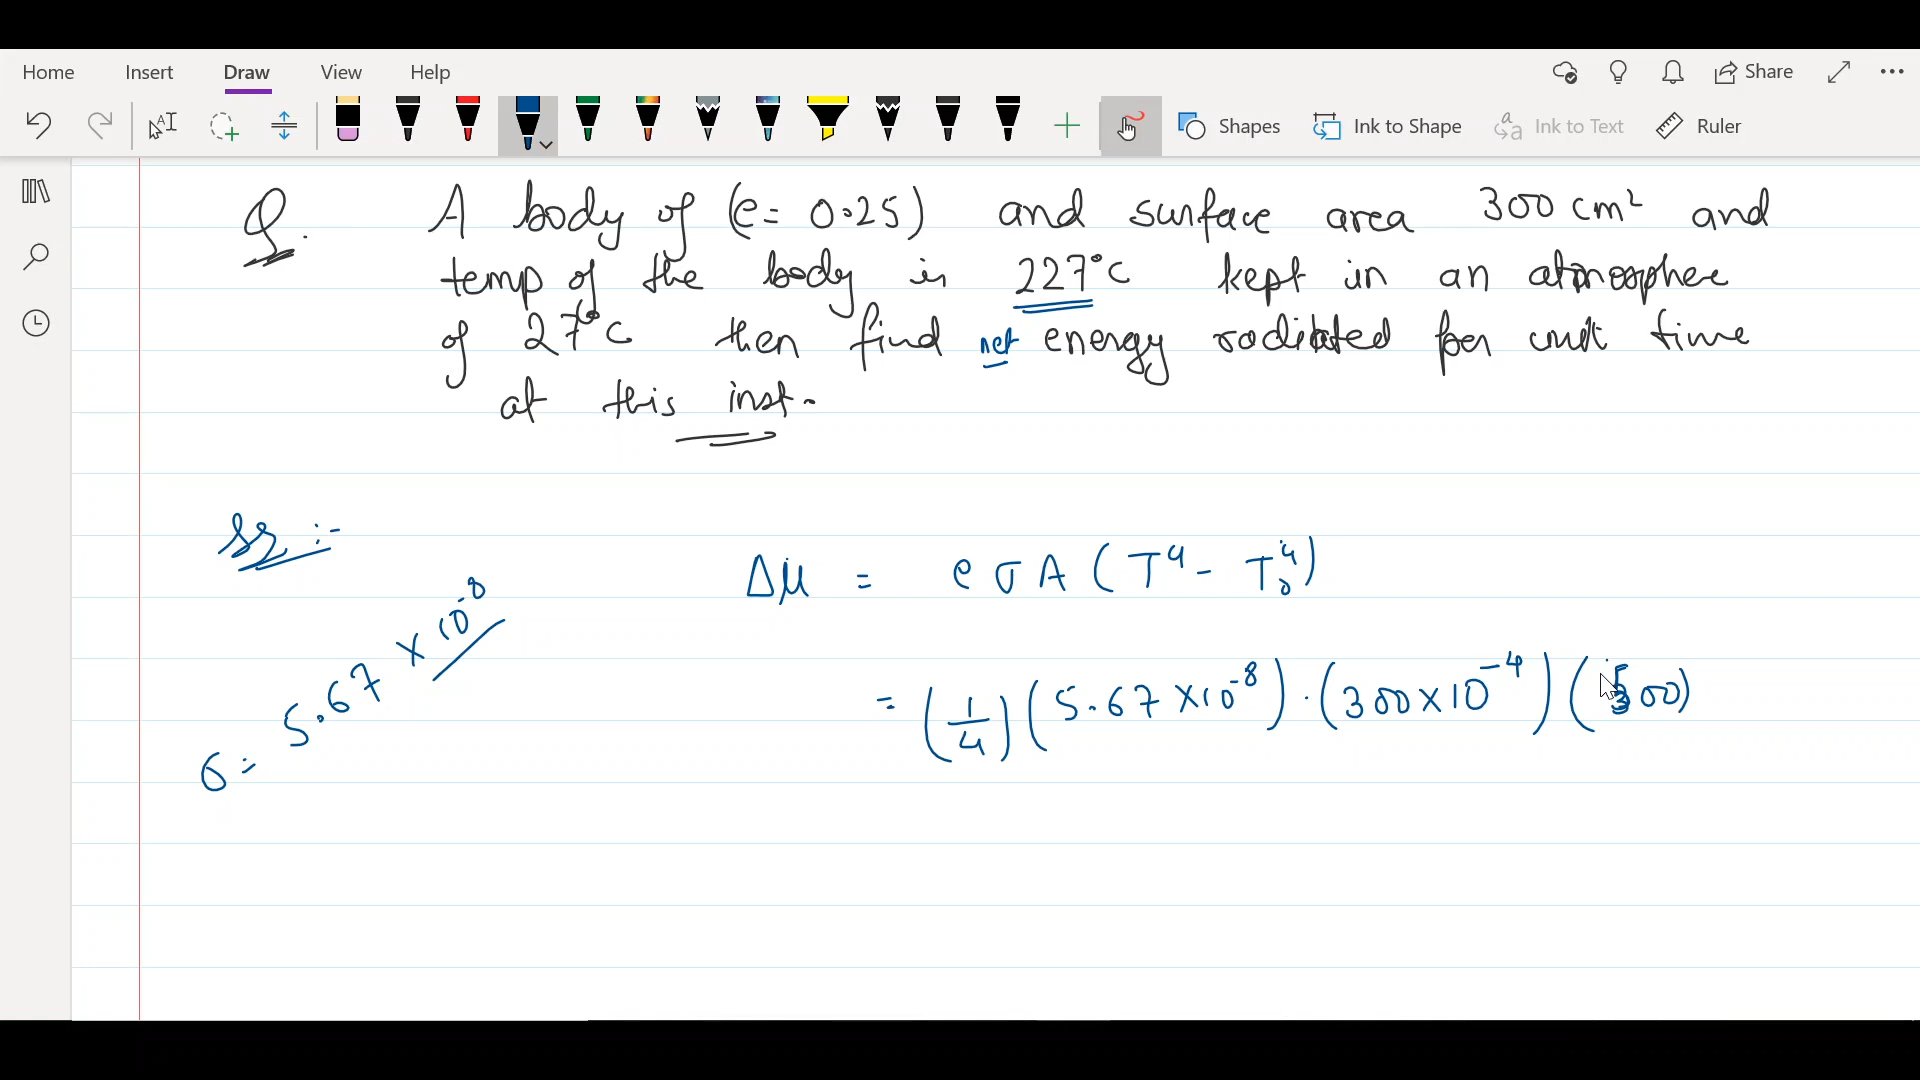 Home Insert Draw View Help Share
Shapes Ink to Shape Ink to Text Ruler
Q. A body of (e = 0.25) and surface area 300 cm² and
temp of the body is 227°C kept in an atmosphere
of 27°C then find net energy radiated per unit time
at this inst.
Δu = e σ A (T⁴ - T₀⁴)
σ = 5.67 × 10⁻⁸
= (1/4) (5.67 × 10⁻⁸) . (300 × 10⁻⁴) (500)